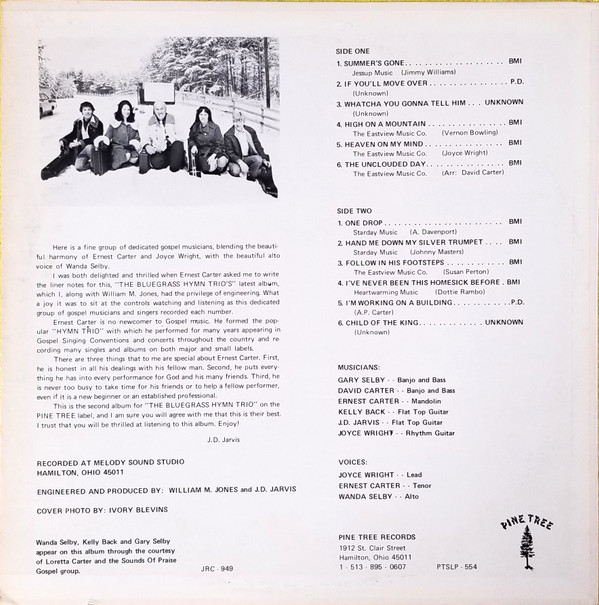 Here is a fine group of dedicated gospel musicians, blending the beauti-
ful harmony of Ernest Carter and Joyce Wright, with the beautiful alto
voice of Wanda Selby.
I was both delighted and thrilled when Ernest Carter asked me to write
the liner notes for this, "THE BLUEGRASS HYMN TRIO'S" latest album,
which I, along with William M. Jones, had the privilege of engineering. What
a joy it was to sit at the controls watching and listening as this dedicated
group of gospel musicians and singers recorded each number.
Ernest Carter is no newcomer to Gospel music. He formed the pop-
ular "HYMN TRIO" with which he performed for many years appearing in
Gospel Singing Conventions and concerts throughout the country and re-
cording many singles and albums on both major and small labels.
There are three things that to me are special about Ernest Carter. First,
he is honest in all his dealings with his fellow man. Second, he puts every-
thing he has into every performance for God and his many friends. Third, he
is never too busy to take time for his friends or to help a fellow performer,
even if it is a new beginner or an established professional.
This is the second album for "THE BLUEGRASS HYMN TRIO" on the
PINE TREE label, and I am sure you will agree with me that this is their best.
I trust that you will be thrilled at listening to this album. Enjoy!
J.D. Jarvis
RECORDED AT MELODY SOUND STUDIO
HAMILTON, OHIO 45011
ENGINEERED AND PRODUCED BY: WILLIAM M. JONES and J.D. JARVIS
COVER PHOTO BY: IVORY BLEVINS
Wanda Selby, Kelly Back and Gary Selby
appear on this album through the courtesy
of Loretta Carter and the Sounds Of Praise
Gospel group.
JRC - 949
SIDE ONE
1. SUMMER'S GONE. . . . . . . . . . . . . . . . . . . . BMI
Jessup Music (Jimmy Williams)
2. IF YOU'LL MOVE OVER . . . . . . . . . . . . . . . . P.D.
(Unknown)
3. WHATCHA YOU GONNA TELL HIM . . . UNKNOWN
(Unknown)
4. HIGH ON A MOUNTAIN . . . . . . . . . . . . . . . BMI
The Eastview Music Co. (Vernon Bowling)
5. HEAVEN ON MY MIND . . . . . . . . . . . . . . . BMI
The Eastview Music Co. (Joyce Wright)
6. THE UNCLOUDED DAY. . . . . . . . . . . . . . . BMI
The Eastview Music Co. (Arr: David Carter)
SIDE TWO
1. ONE DROP . . . . . . . . . . . . . . . . . . . . . . . BMI
Starday Music (A. Davenport)
2. HAND ME DOWN MY SILVER TRUMPET . . . . BMI
Starday Music (Johnny Masters)
3. FOLLOW IN HIS FOOTSTEPS . . . . . . . . . . . BMI
The Eastview Music Co. (Susan Perton)
4. I'VE NEVER BEEN THIS HOMESICK BEFORE . BMI
Heartwarming Music (Dottie Rambo)
5. I'M WORKING ON A BUILDING. . . . . . . . . . .P.D.
(A.P. Carter)
6. CHILD OF THE KING. . . . . . . . . . . . UNKNOWN
(Unknown)
MUSICIANS:
GARY SELBY - - Banjo and Bass
DAVID CARTER - - Banjo and Bass
ERNEST CARTER - - Mandolin
KELLY BACK - - Flat Top Guitar
J.D. JARVIS - - Flat Top Guitar
JOYCE WRIGHT - - Rhythm Guitar
VOICES:
JOYCE WRIGHT - - Lead
ERNEST CARTER - - Tenor
WANDA SELBY - - Alto
PINE TREE RECORDS
1912 St. Clair Street
Hamilton, Ohio 45011
1 - 513 - 895 - 0607 PTSLP - 554
PINE TREE